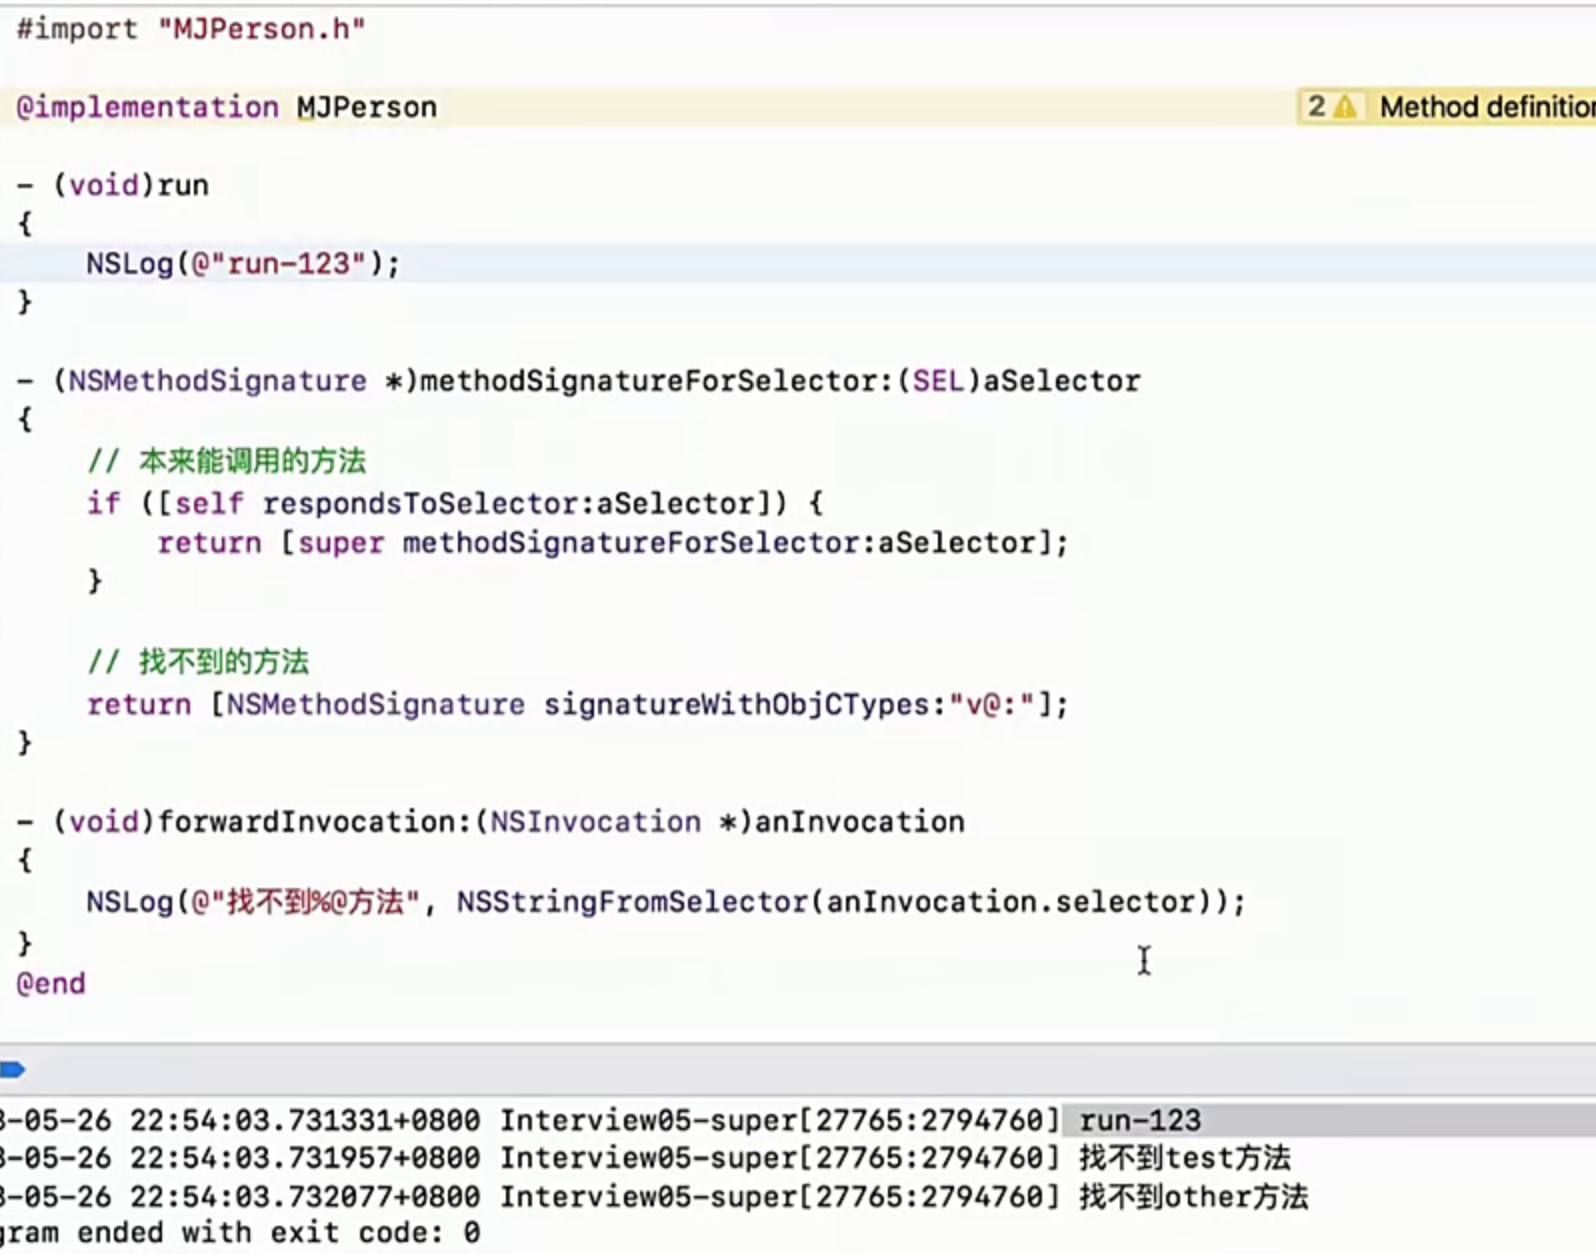 #import "MJPerson.h"
@implementation MJPerson
2 Method definition
- (void)run
{
NSLog(@"run-123");
}
- (NSMethodSignature *)methodSignatureForSelector:(SEL)aSelector
{
// 本来能调用的方法
if ([self respondsToSelector:aSelector]) {
return [super methodSignatureForSelector:aSelector];
}
// 找不到的方法
return [NSMethodSignature signatureWithObjCTypes:"v@:"];
}
- (void)forwardInvocation:(NSInvocation *)anInvocation
{
NSLog(@"找不到%@方法", NSStringFromSelector(anInvocation.selector));
}
@end
-05-26 22:54:03.731331+0800 Interview05-super[27765:2794760] run-123
-05-26 22:54:03.731957+0800 Interview05-super[27765:2794760] 找不到test方法
-05-26 22:54:03.732077+0800 Interview05-super[27765:2794760] 找不到other方法
gram ended with exit code: 0